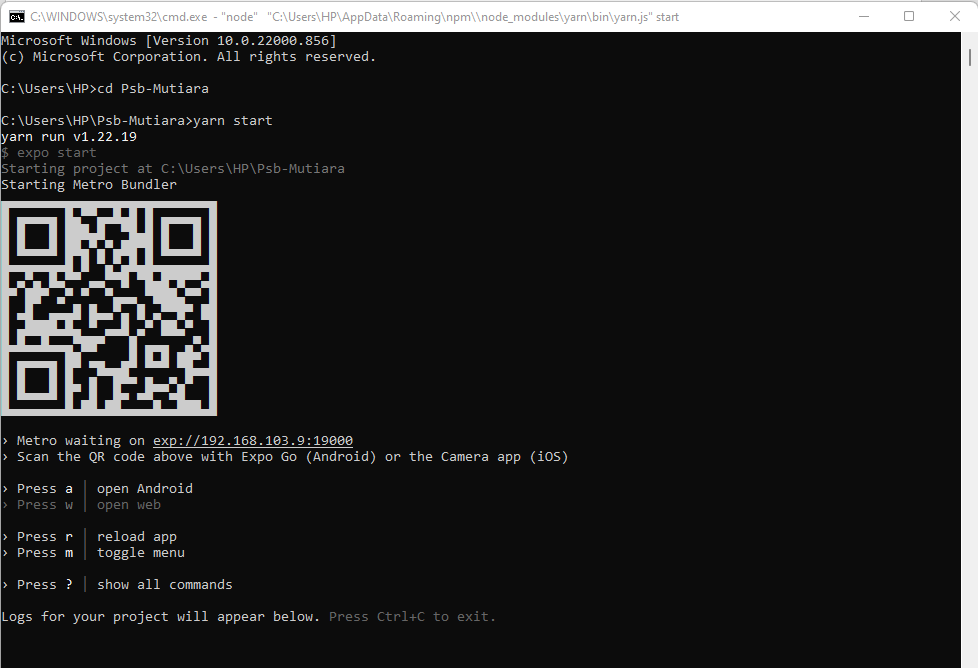 C:\WINDOWS\system32\cmd.exe - "node" "C:\Users\HP\AppData\Roaming\npm\\node_modules\yarn\bin\yarn.js" start
Microsoft Windows [Version 10.0.22000.856]
(c) Microsoft Corporation. All rights reserved.
C:\Users\HP>cd Psb-Mutiara
C:\Users\HP\Psb-Mutiara>yarn start
yarn run v1.22.19
$ expo start
Starting project at C:\Users\HP\Psb-Mutiara
Starting Metro Bundler
› Metro waiting on exp://192.168.103.9:19000
› Scan the QR code above with Expo Go (Android) or the Camera app (iOS)
› Press a │ open Android
› Press w │ open web
› Press r │ reload app
› Press m │ toggle menu
› Press ? │ show all commands
Logs for your project will appear below. Press Ctrl+C to exit.